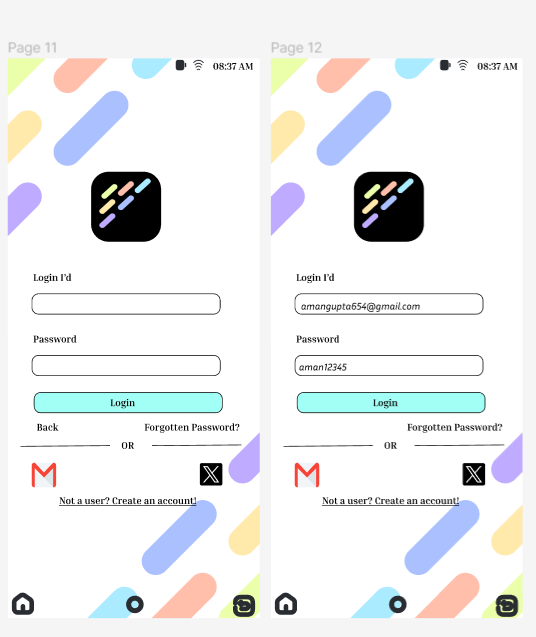 Page 11
08:37 AM
Login I'd
Password
Login
Back Forgotten Password?
OR
Not a user? Create an account!
Page 12
08:37 AM
Login I'd
amangupta654@gmail.com
Password
aman12345
Login
Forgotten Password?
OR
Not a user? Create an account!